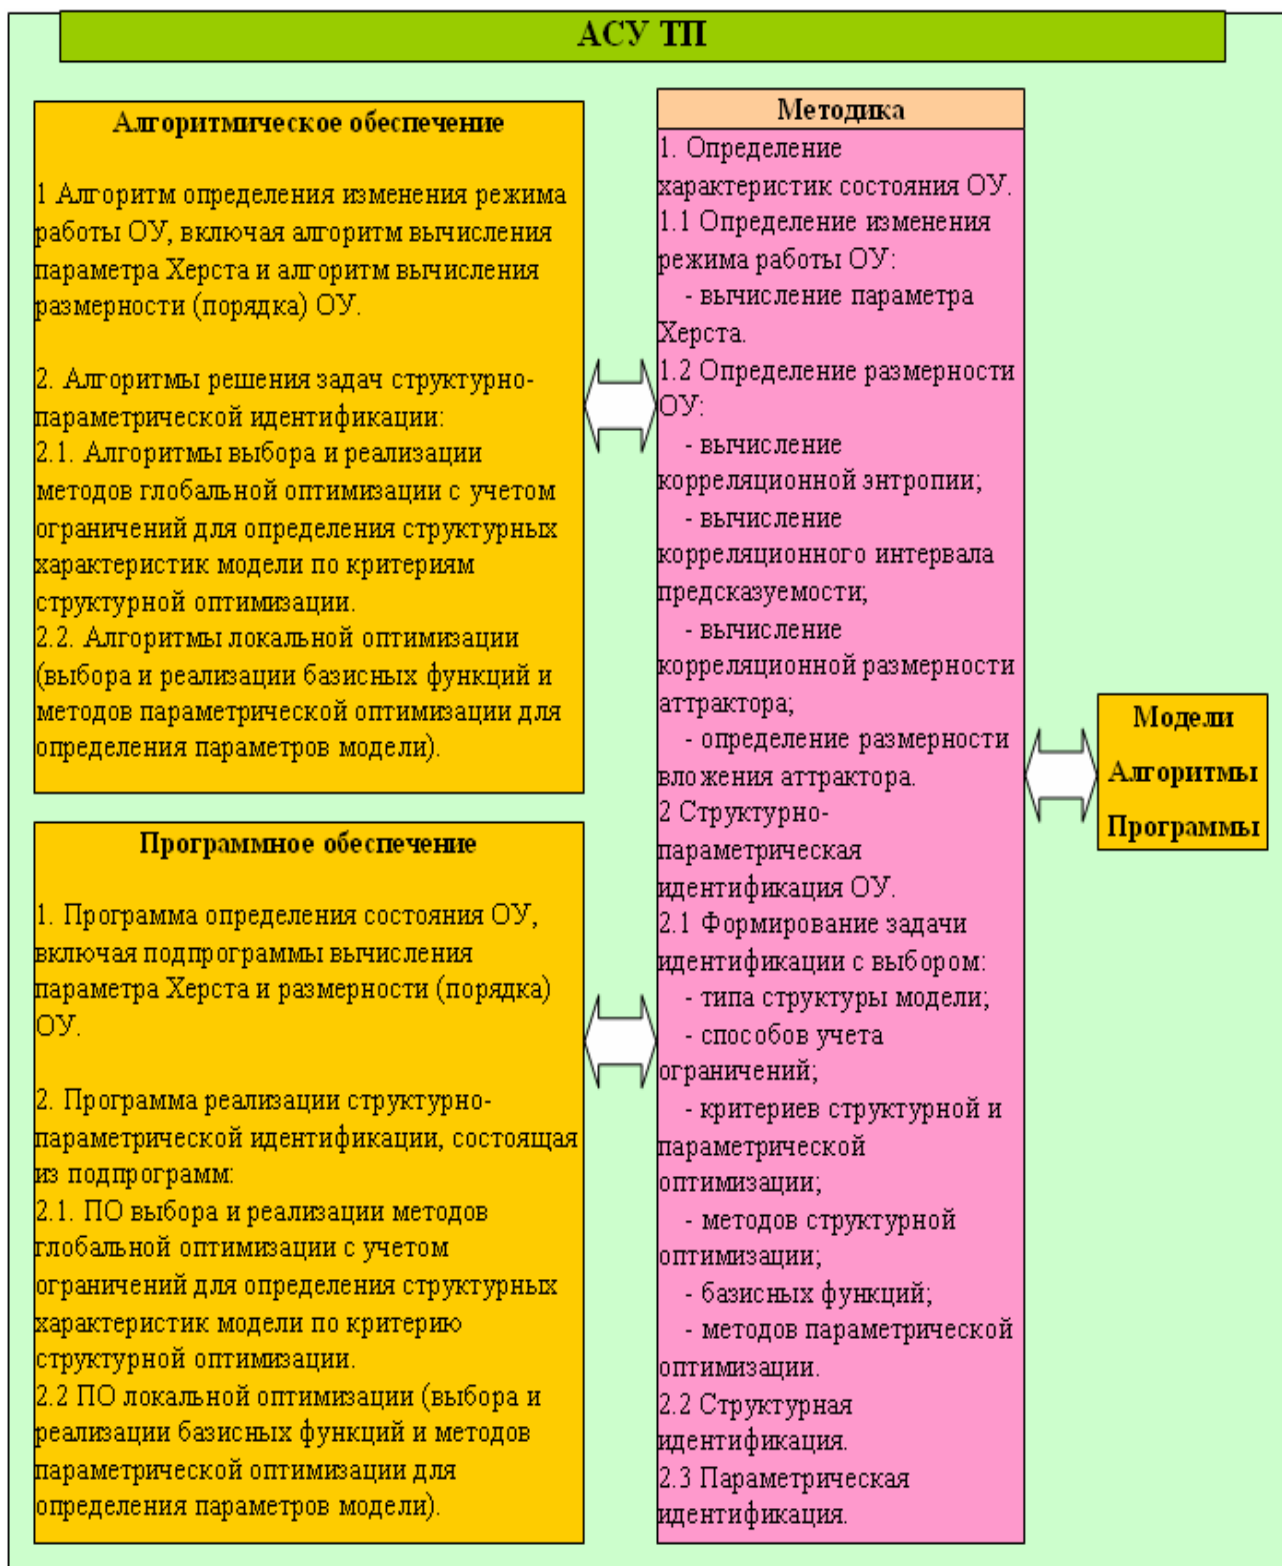 АСУ ТП
Алгоритмическое обеспечение
1 Алгоритм определения изменения режима
работы ОУ, включая алгоритм вычисления
параметра Херста и алгоритм вычисления
размерности (порядка) ОУ.
2. Алгоритмы решения задач структурно-
параметрической идентификации:
2.1. Алгоритмы выбора и реализации
методов глобальной оптимизации с учетом
ограничений для определения структурных
характеристик модели по критериям
структурной оптимизации.
2.2. Алгоритмы локальной оптимизации
(выбора и реализации базисных функций и
методов параметрической оптимизации для
определения параметров модели).
Программное обеспечение
1. Программа определения состояния ОУ,
включая подпрограммы вычисления
параметра Херста и размерности (порядка)
ОУ.
2. Программа реализации структурно-
параметрической идентификации, состоящая
из подпрограмм:
2.1. ПО выбора и реализации методов
глобальной оптимизации с учетом
ограничений для определения структурных
характеристик модели по критерию
структурной оптимизации.
2.2 ПО локальной оптимизации (выбора и
реализации базисных функций и методов
параметрической оптимизации для
определения параметров модели).
Методика
1. Определение
характеристик состояния ОУ.
1.1 Определение изменения
режима работы ОУ:
- вычисление параметра
Херста.
1.2 Определение размерности
ОУ:
- вычисление
корреляционной энтропии;
- вычисление
корреляционного интервала
предсказуемости;
- вычисление
корреляционной размерности
аттрактора;
- определение размерности
вложения аттрактора.
2 Структурно-
параметрическая
идентификация ОУ.
2.1 Формирование задачи
идентификации с выбором:
- типа структуры модели;
- способов учета
ограничений;
- критериев структурной и
параметрической
оптимизации;
- методов структурной
оптимизации;
- базисных функций;
- методов параметрической
оптимизации.
2.2 Структурная
идентификация.
2.3 Параметрическая
идентификация.
Модели
Алгоритмы
Программы